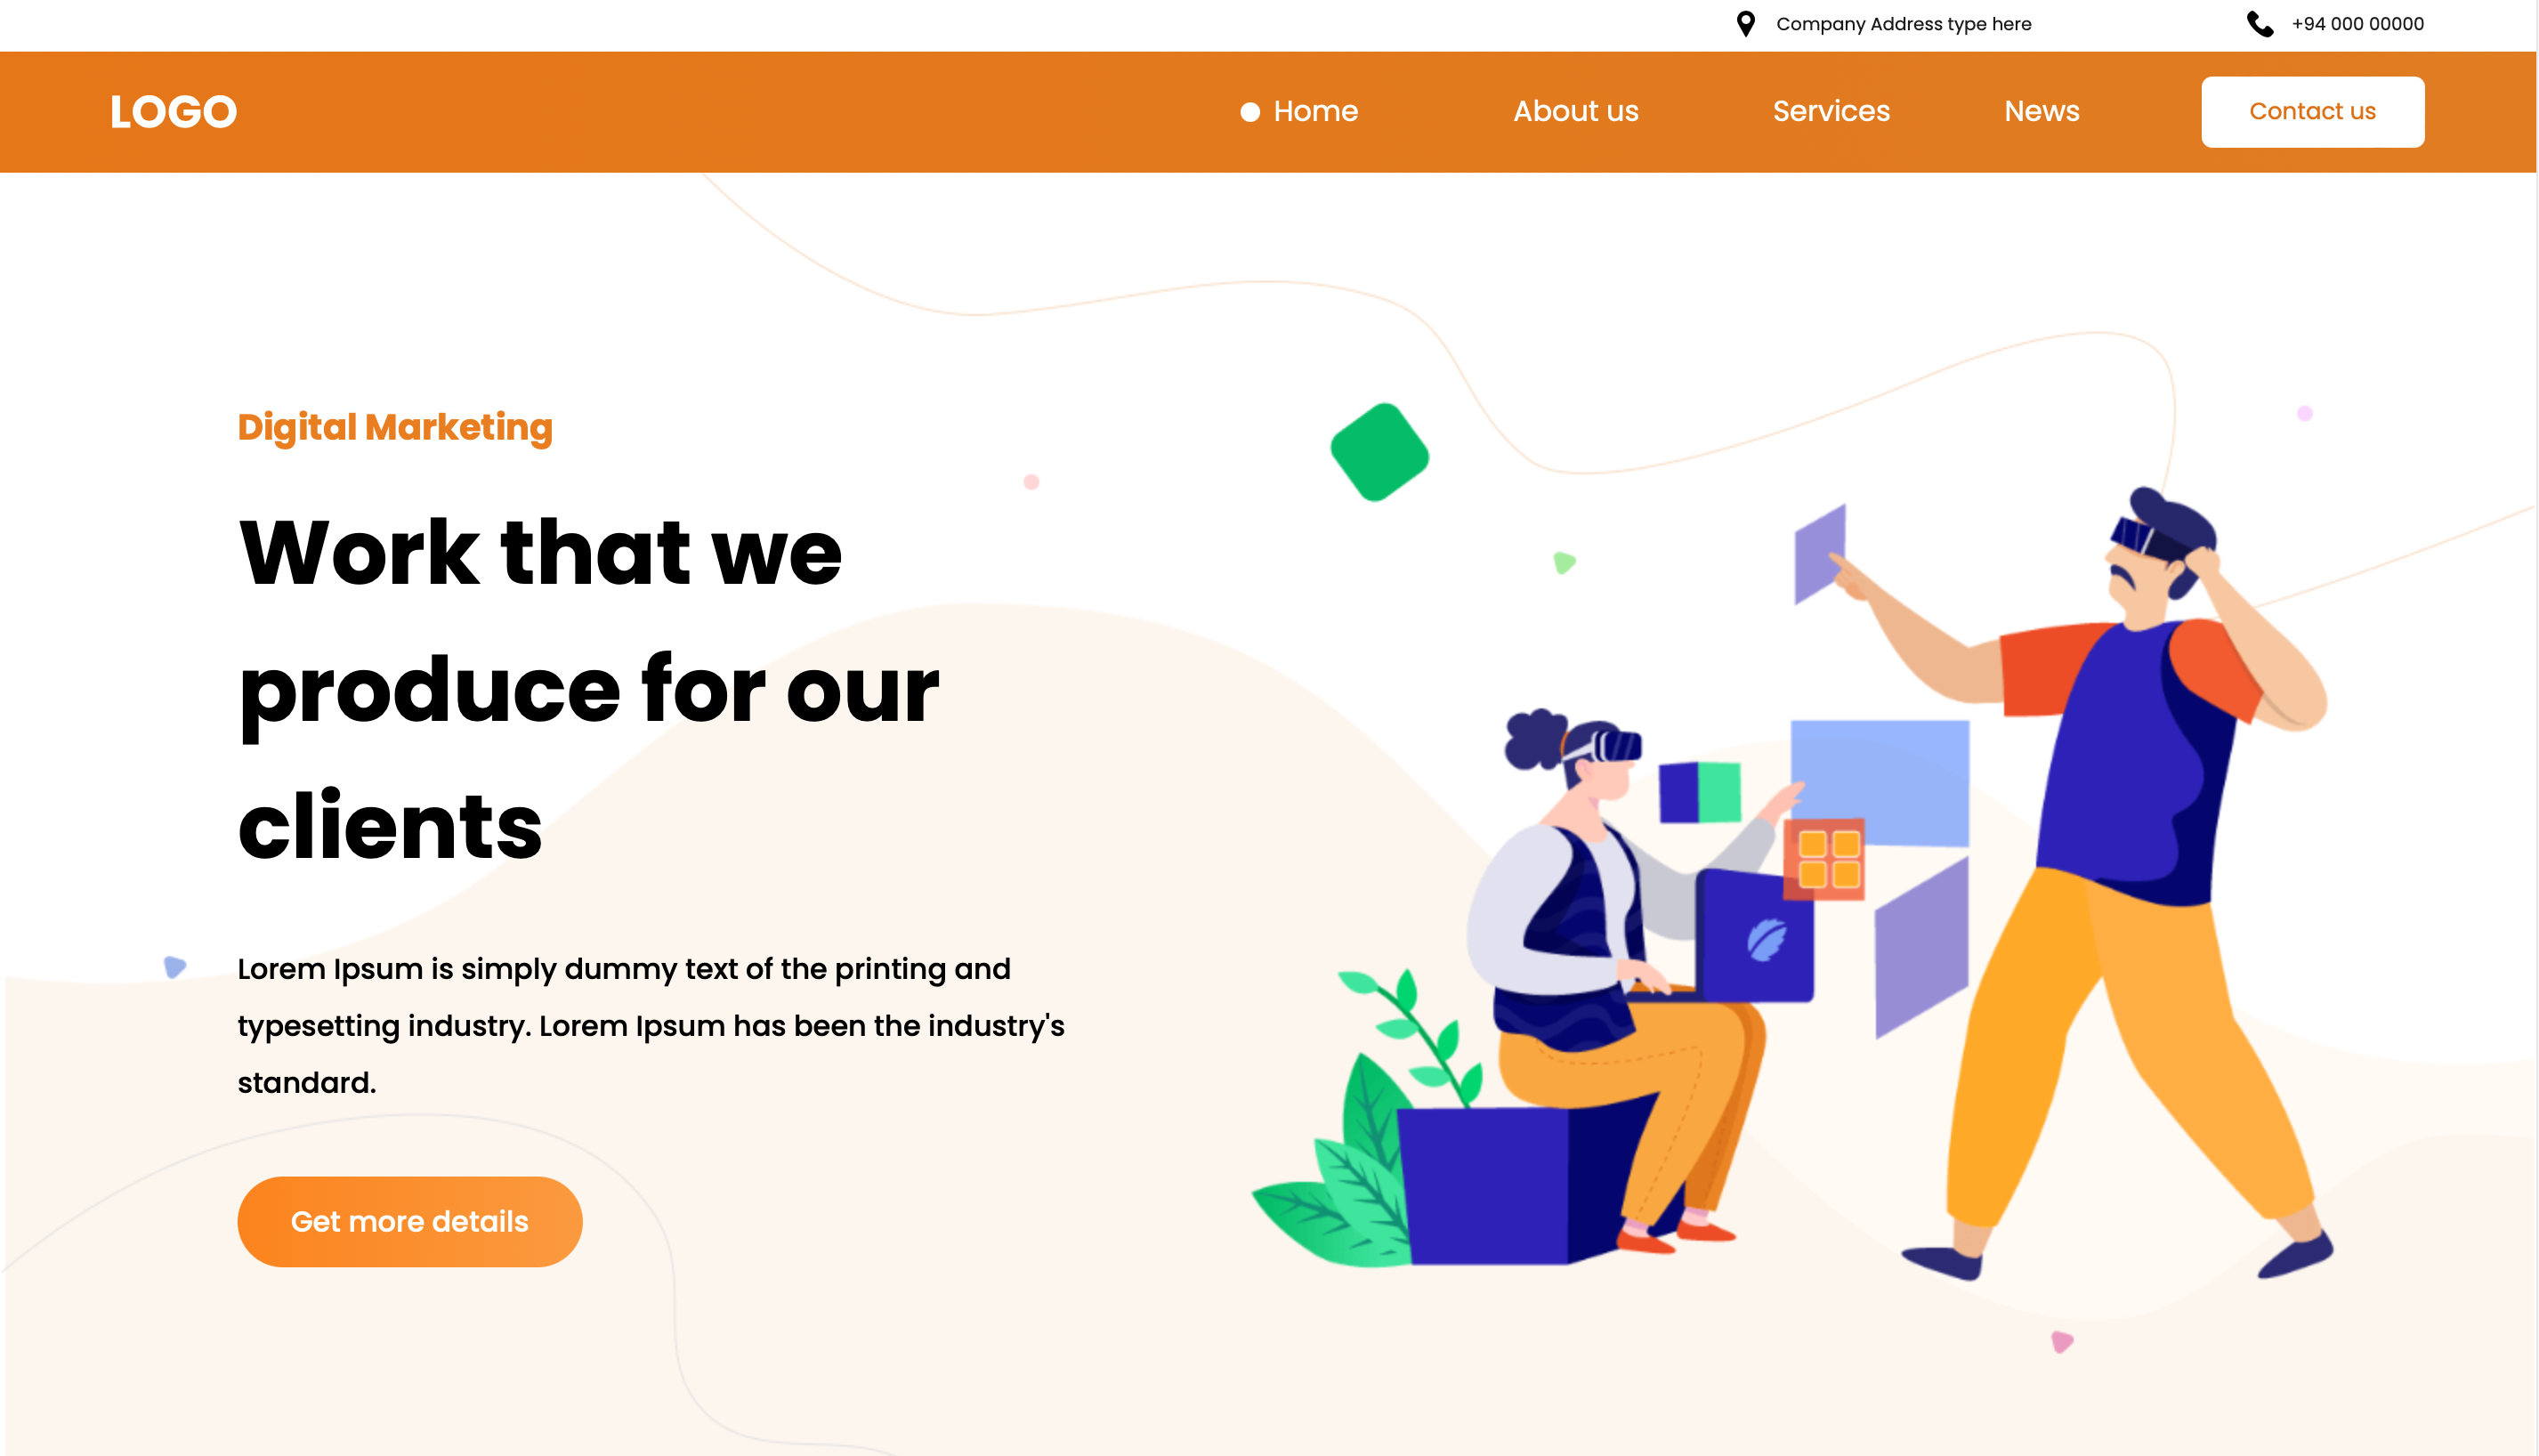 Company Address type here
+94 000 00000
LOGO
Home
About us
Services
News
Contact us
Digital Marketing
Work that we
produce for our
clients
Lorem Ipsum is simply dummy text of the printing and
typesetting industry. Lorem Ipsum has been the industry's
standard.
Get more details